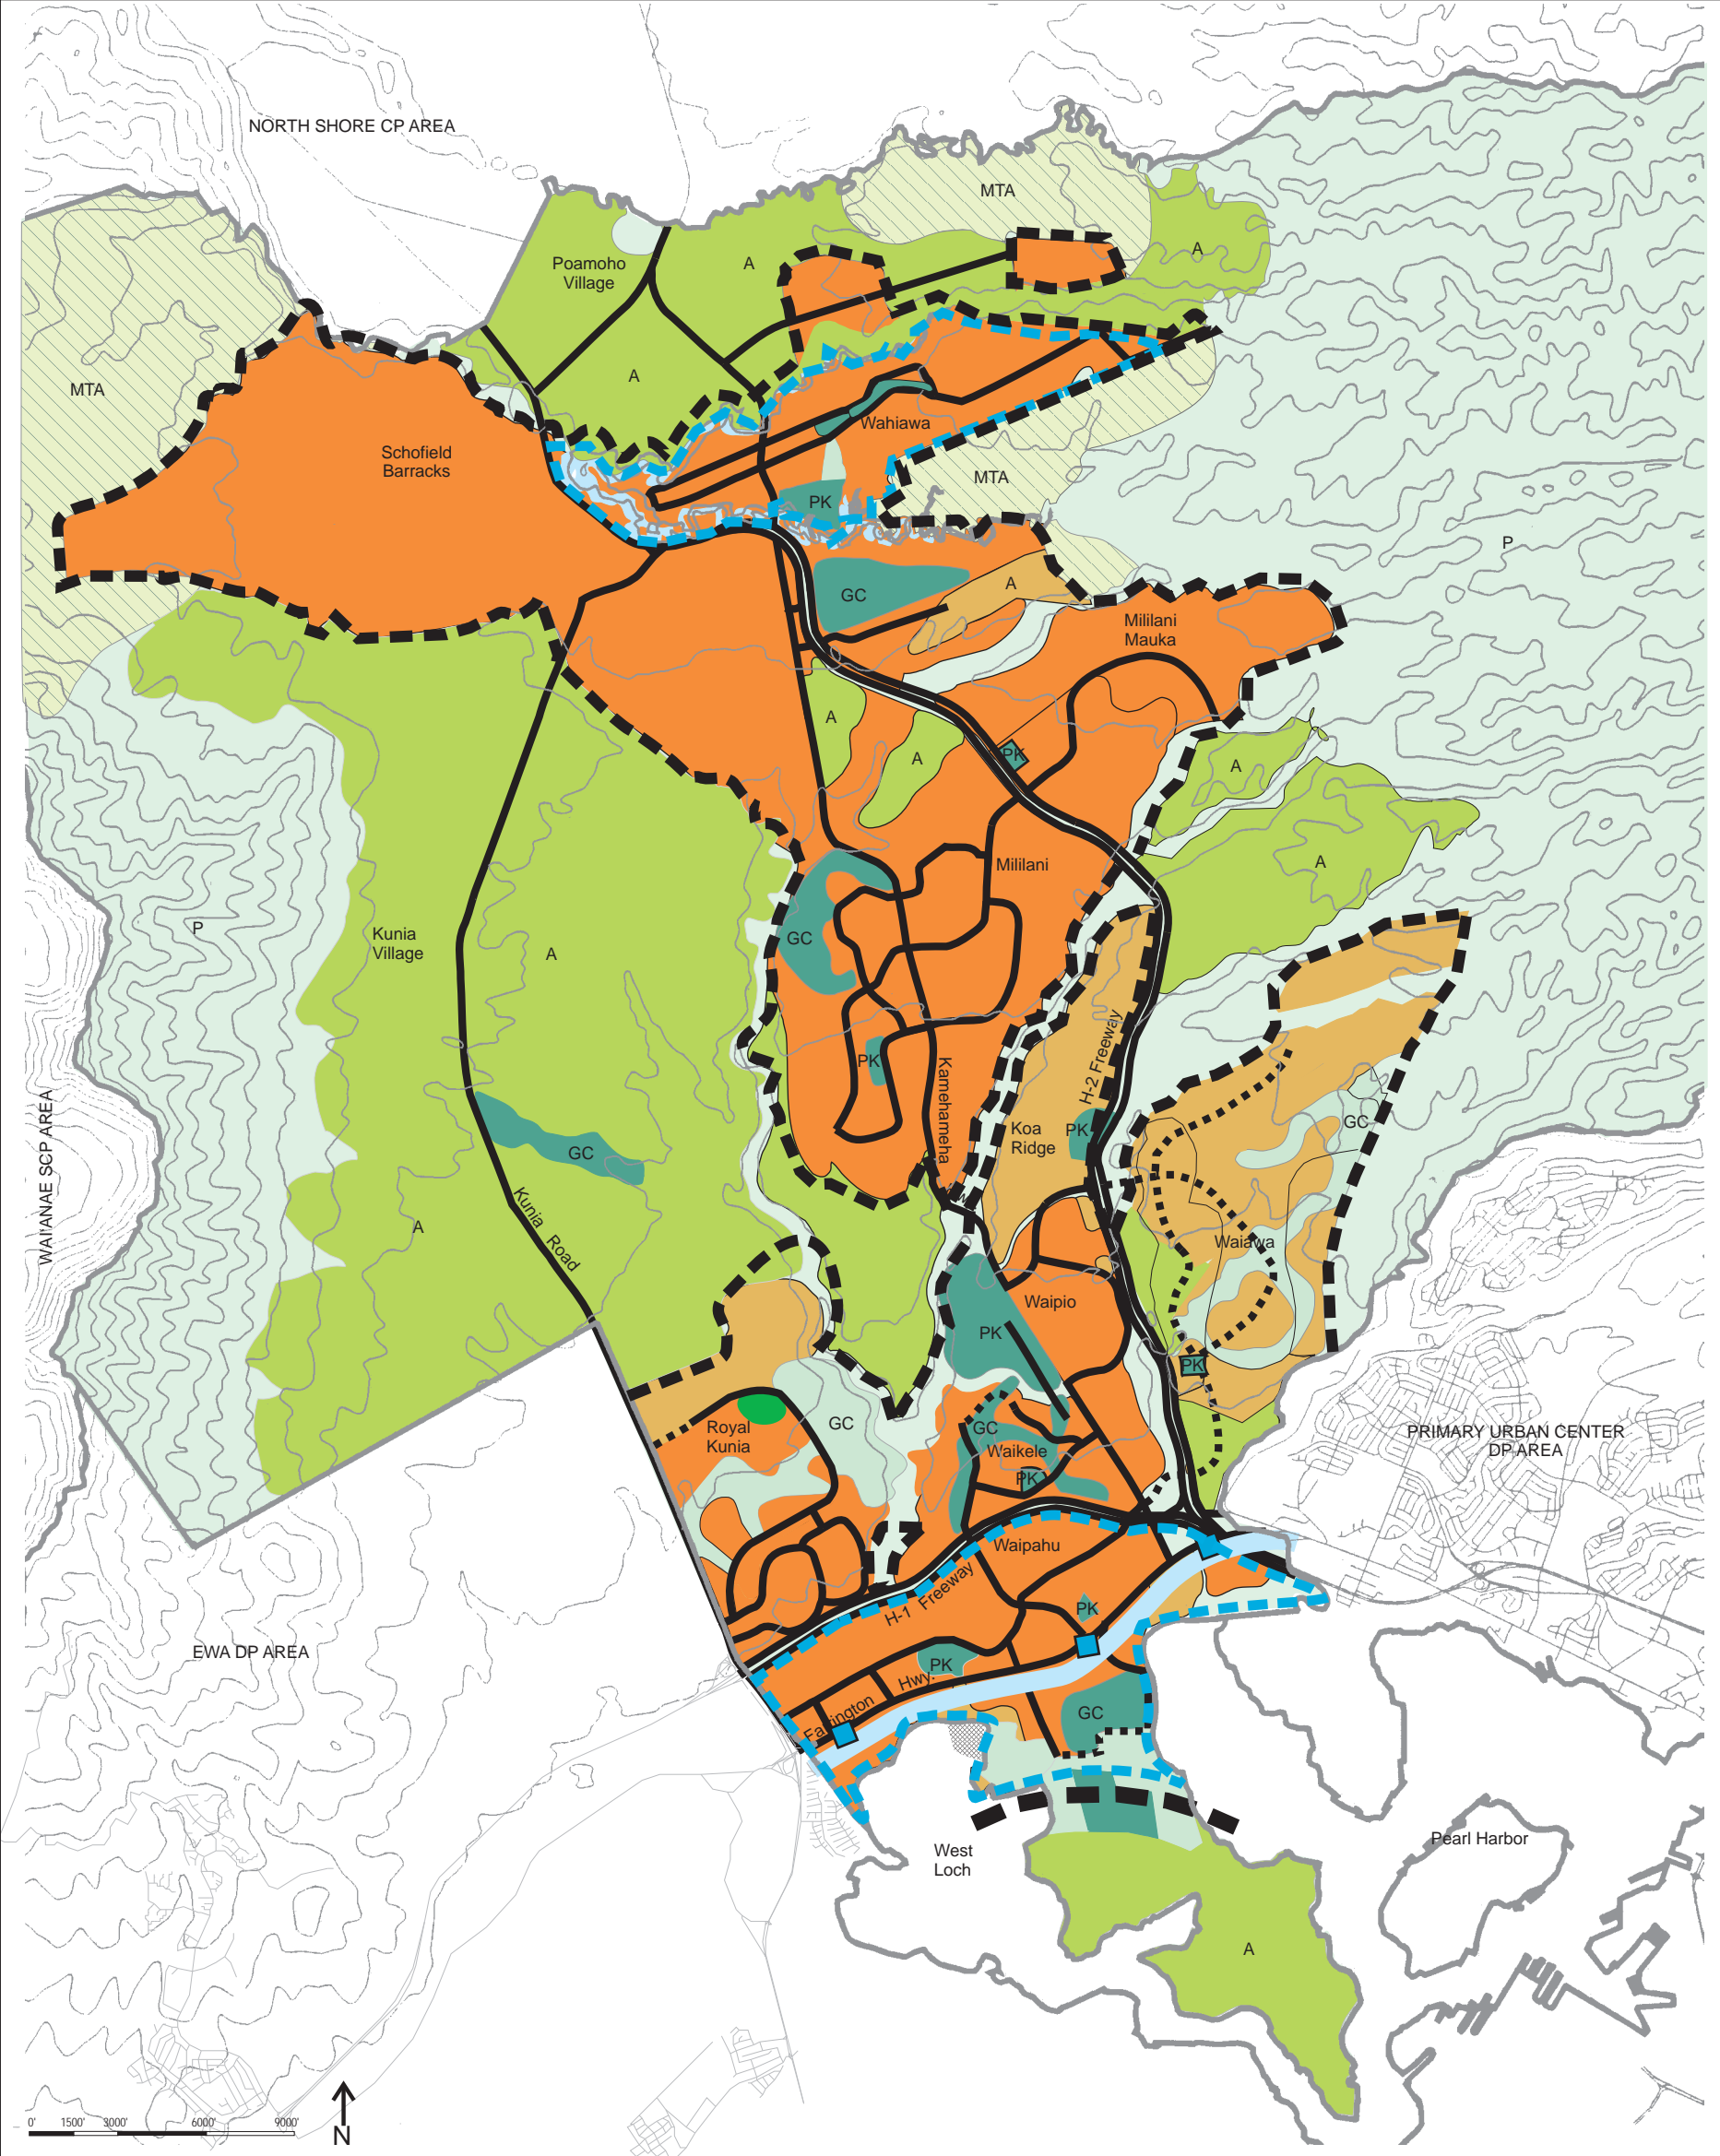 NORTH SHORE CP AREA
MTA
Poamoho
Village
A
A
MTA
A
Schofield
Barracks
Wahiawa
MTA
PK
P
GC
A
Mililani
Mauka
A
A
PK
A
A
Mililani
P
Kunia
Village
A
GC
PK
Kamehameha
H-2 Freeway
Koa
Ridge
PK
GC
WAI'ANAE SCP AREA
GC
A
Kunia Road
Waiawa
Waipio
PK
PK
Royal
Kunia
GC
GC
Waikele
PK
PRIMARY URBAN CENTER
DP AREA
Waipahu
H-1 Freeway
PK
EWA DP AREA
PK
Farrington Hwy.
GC
West
Loch
Pearl Harbor
A
0' 1500' 3000' 6000' 9000'
N